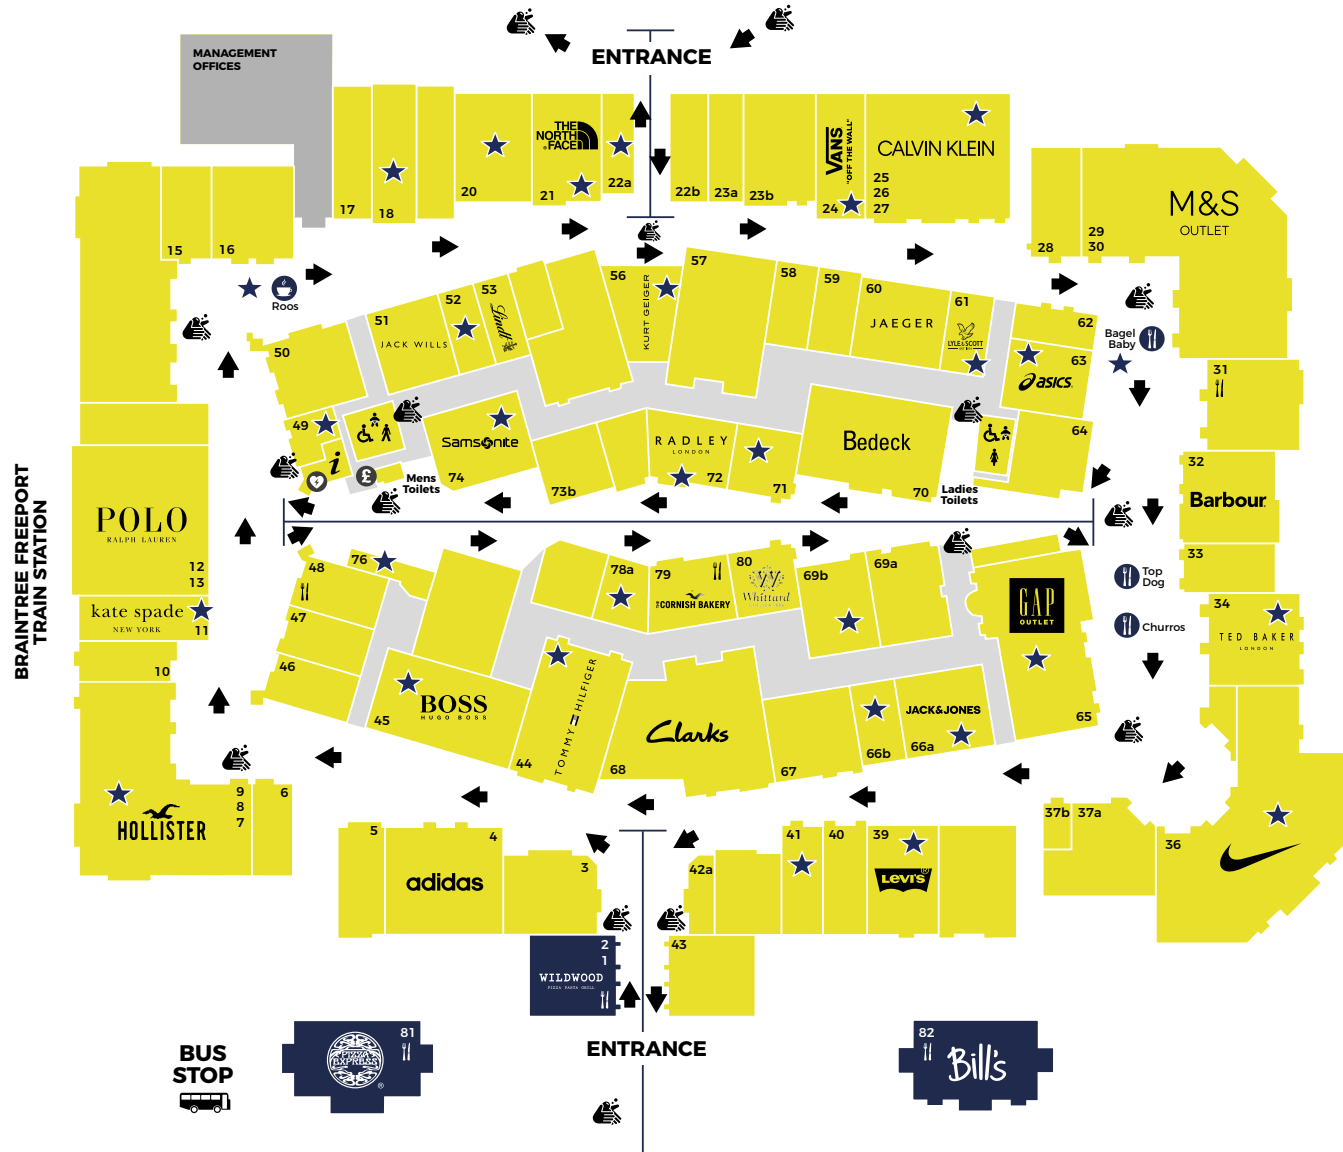 ENTRANCE
MANAGEMENT
OFFICES
17
18
20
THE
NORTH
FACE
21
22a
22b
23a
23b
VANS
"OFF THE WALL"
24
CALVIN KLEIN
25
26
27
28
29
30
M&S
OUTLET
15
16
Roos
50
51
JACK WILLS
52
53
Lindt
56
KURT GEIGER
57
58
59
60
JAEGER
61
LYLE & SCOTT
62
63
asics
64
Bagel
Baby
31
32
Barbour
33
34
TED BAKER
LONDON
49
i
£
Mens
Toilets
Samsonite
74
73b
RADLEY
LONDON
72
71
Bedeck
70
Ladies
Toilets
BRAINTREE FREEPORT
TRAIN STATION
POLO
RALPH LAUREN
12
13
kate spade
NEW YORK
11
10
48
47
46
76
78a
79
THE CORNISH BAKERY
80
Whittard
69b
69a
GAP
OUTLET
65
Top
Dog
Churros
45
BOSS
HUGO BOSS
44
TOMMY HILFIGER
68
Clarks
67
66b
JACK&JONES
66a
HOLLISTER
9
8
7
6
5
4
adidas
3
42a
41
40
39
LEVI'S
37b
37a
36
2
1
WILDWOOD
PIZZA PASTA GRILL
43
ENTRANCE
BUS
STOP
81
PIZZA
EXPRESS
82
Bill's